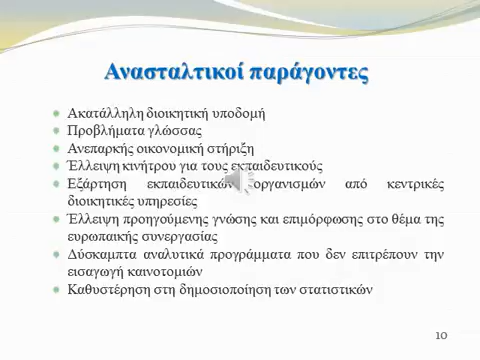 Ανασταλτικοί παράγοντες
Ακατάλληλη διοικητική υποδομή
Προβλήματα γλώσσας
Ανεπαρκής οικονομική στήριξη
Έλλειψη κινήτρου για τους εκπαιδευτικούς
Εξάρτηση εκπαιδευτικών οργανισμών από κεντρικές
διοικητικές υπηρεσίες
Έλλειψη προηγούμενης γνώσης και επιμόρφωσης στο θέμα της
ευρωπαικής συνεργασίας
Δύσκαμπτα αναλυτικά προγράμματα που δεν επιτρέπουν την
εισαγωγή καινοτομιών
Καθυστέρηση στη δημοσιοποίηση των στατιστικών
10